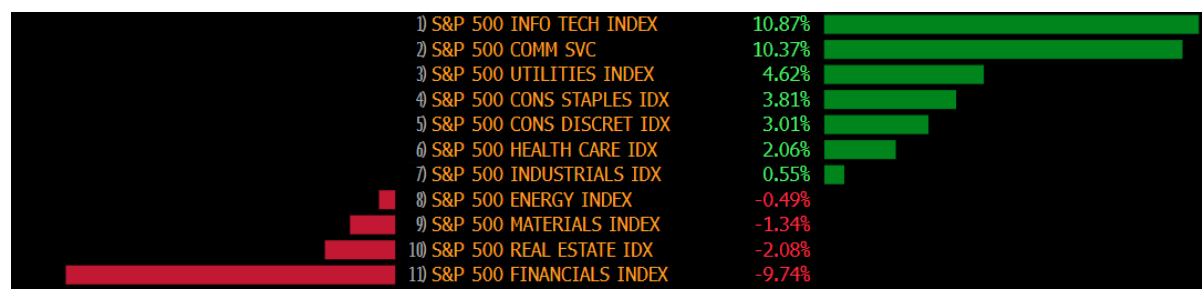 1) S&P 500 INFO TECH INDEX 10.87%
2) S&P 500 COMM SVC 10.37%
3) S&P 500 UTILITIES INDEX 4.62%
4) S&P 500 CONS STAPLES IDX 3.81%
5) S&P 500 CONS DISCRET IDX 3.01%
6) S&P 500 HEALTH CARE IDX 2.06%
7) S&P 500 INDUSTRIALS IDX 0.55%
8) S&P 500 ENERGY INDEX -0.49%
9) S&P 500 MATERIALS INDEX -1.34%
10) S&P 500 REAL ESTATE IDX -2.08%
11) S&P 500 FINANCIALS INDEX -9.74%